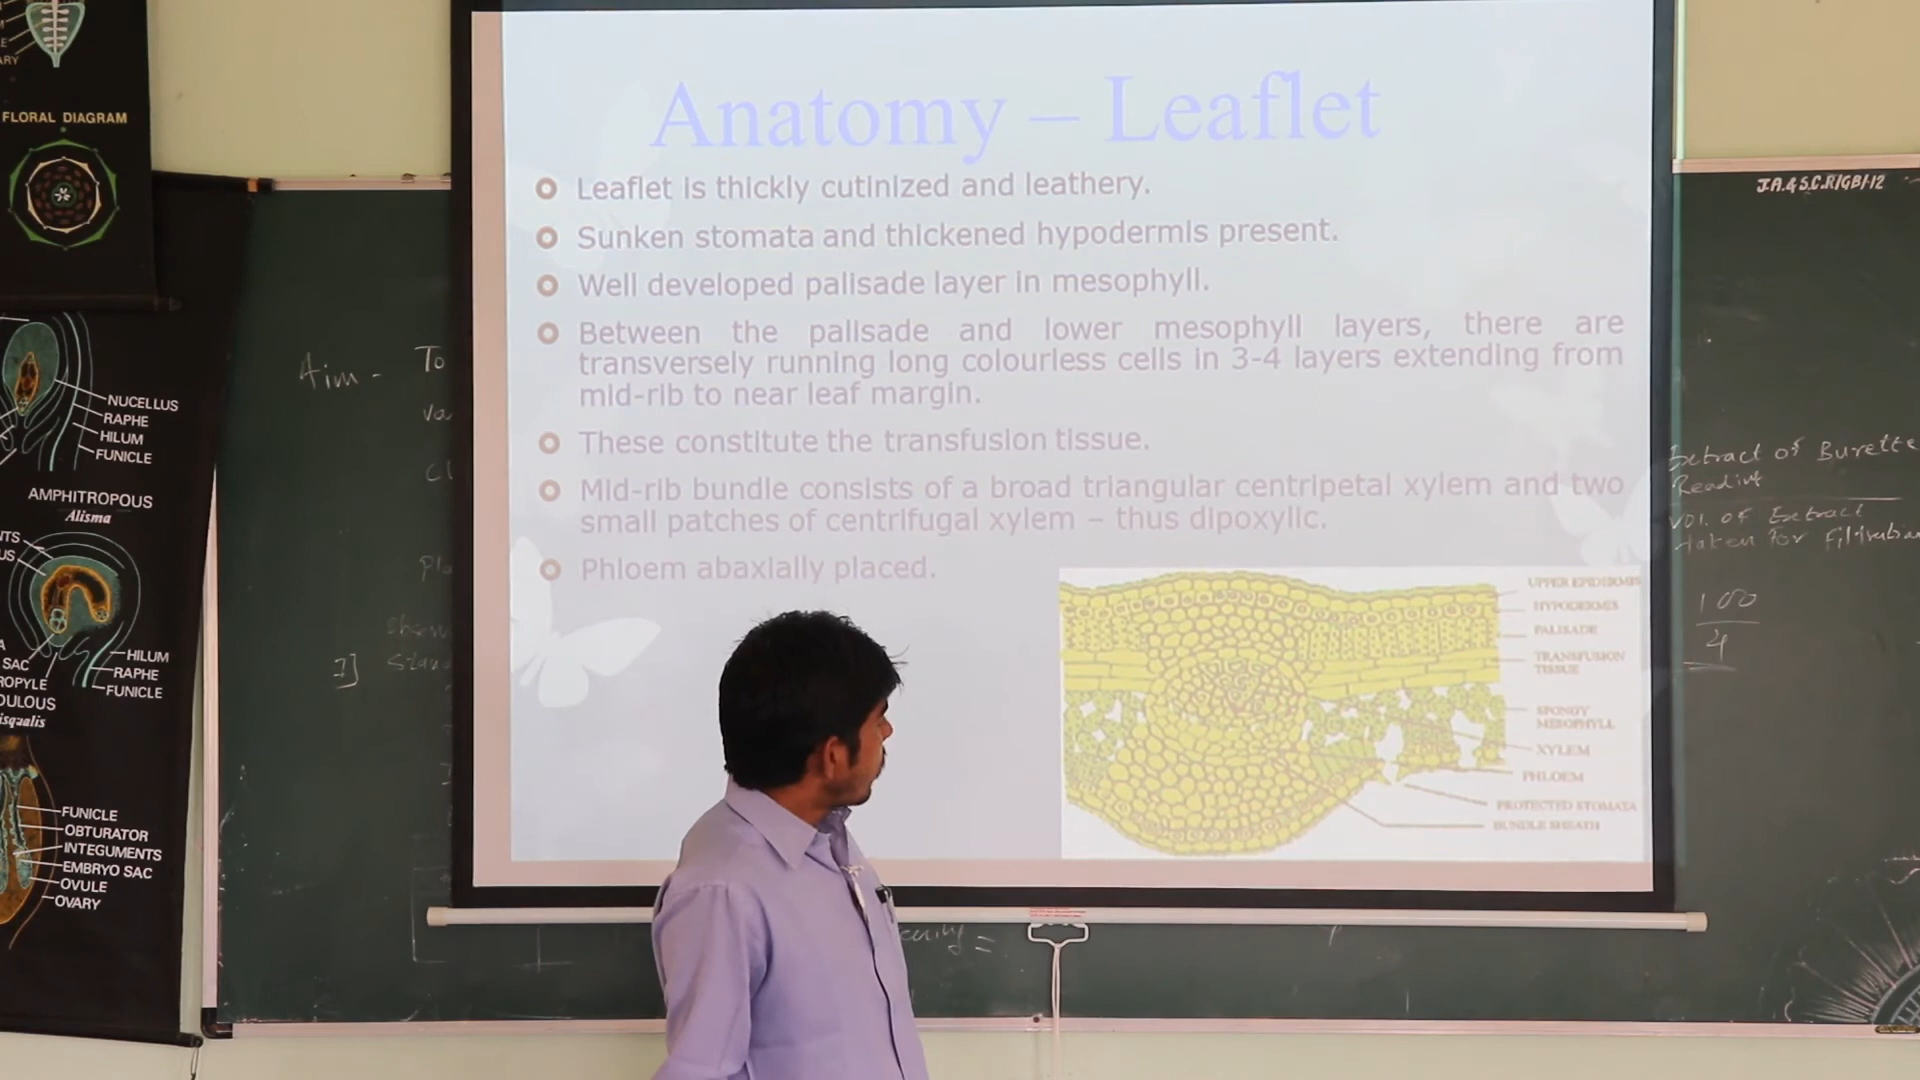 ARY
FLORAL DIAGRAM
NUCELLUS
RAPHE
HILUM
FUNICLE
AMPHITROPOUS
Alisma
HILUM
RAPHE
FUNICLE
SAC
FUNICLE
OBTURATOR
INTEGUMENTS
EMBRYO SAC
OVULE
OVARY
Aim - To
Anatomy – Leaflet
Leaflet is thickly cutinized and leathery.
Sunken stomata and thickened hypodermis present.
Well developed palisade layer in mesophyll.
Between the palisade and lower mesophyll layers, there are
transversely running long colourless cells in 3-4 layers extending from
mid-rib to near leaf margin.
These constitute the transfusion tissue.
Mid-rib bundle consists of a broad triangular centripetal xylem and two
small patches of centrifugal xylem – thus dipoxylic.
Phloem abaxially placed.
UPPER EPIDERMIS
HYPODERMIS
PALISADE
TRANSFUSION
TISSUE
SPONGY
MESOPHYLL
XYLEM
PHLOEM
PROTECTED STOMATA
BUNDLE SHEATH
J.A.& S.C.R/GB/-12
Extract of Burette
Vol. of Extract
taken for
100
4